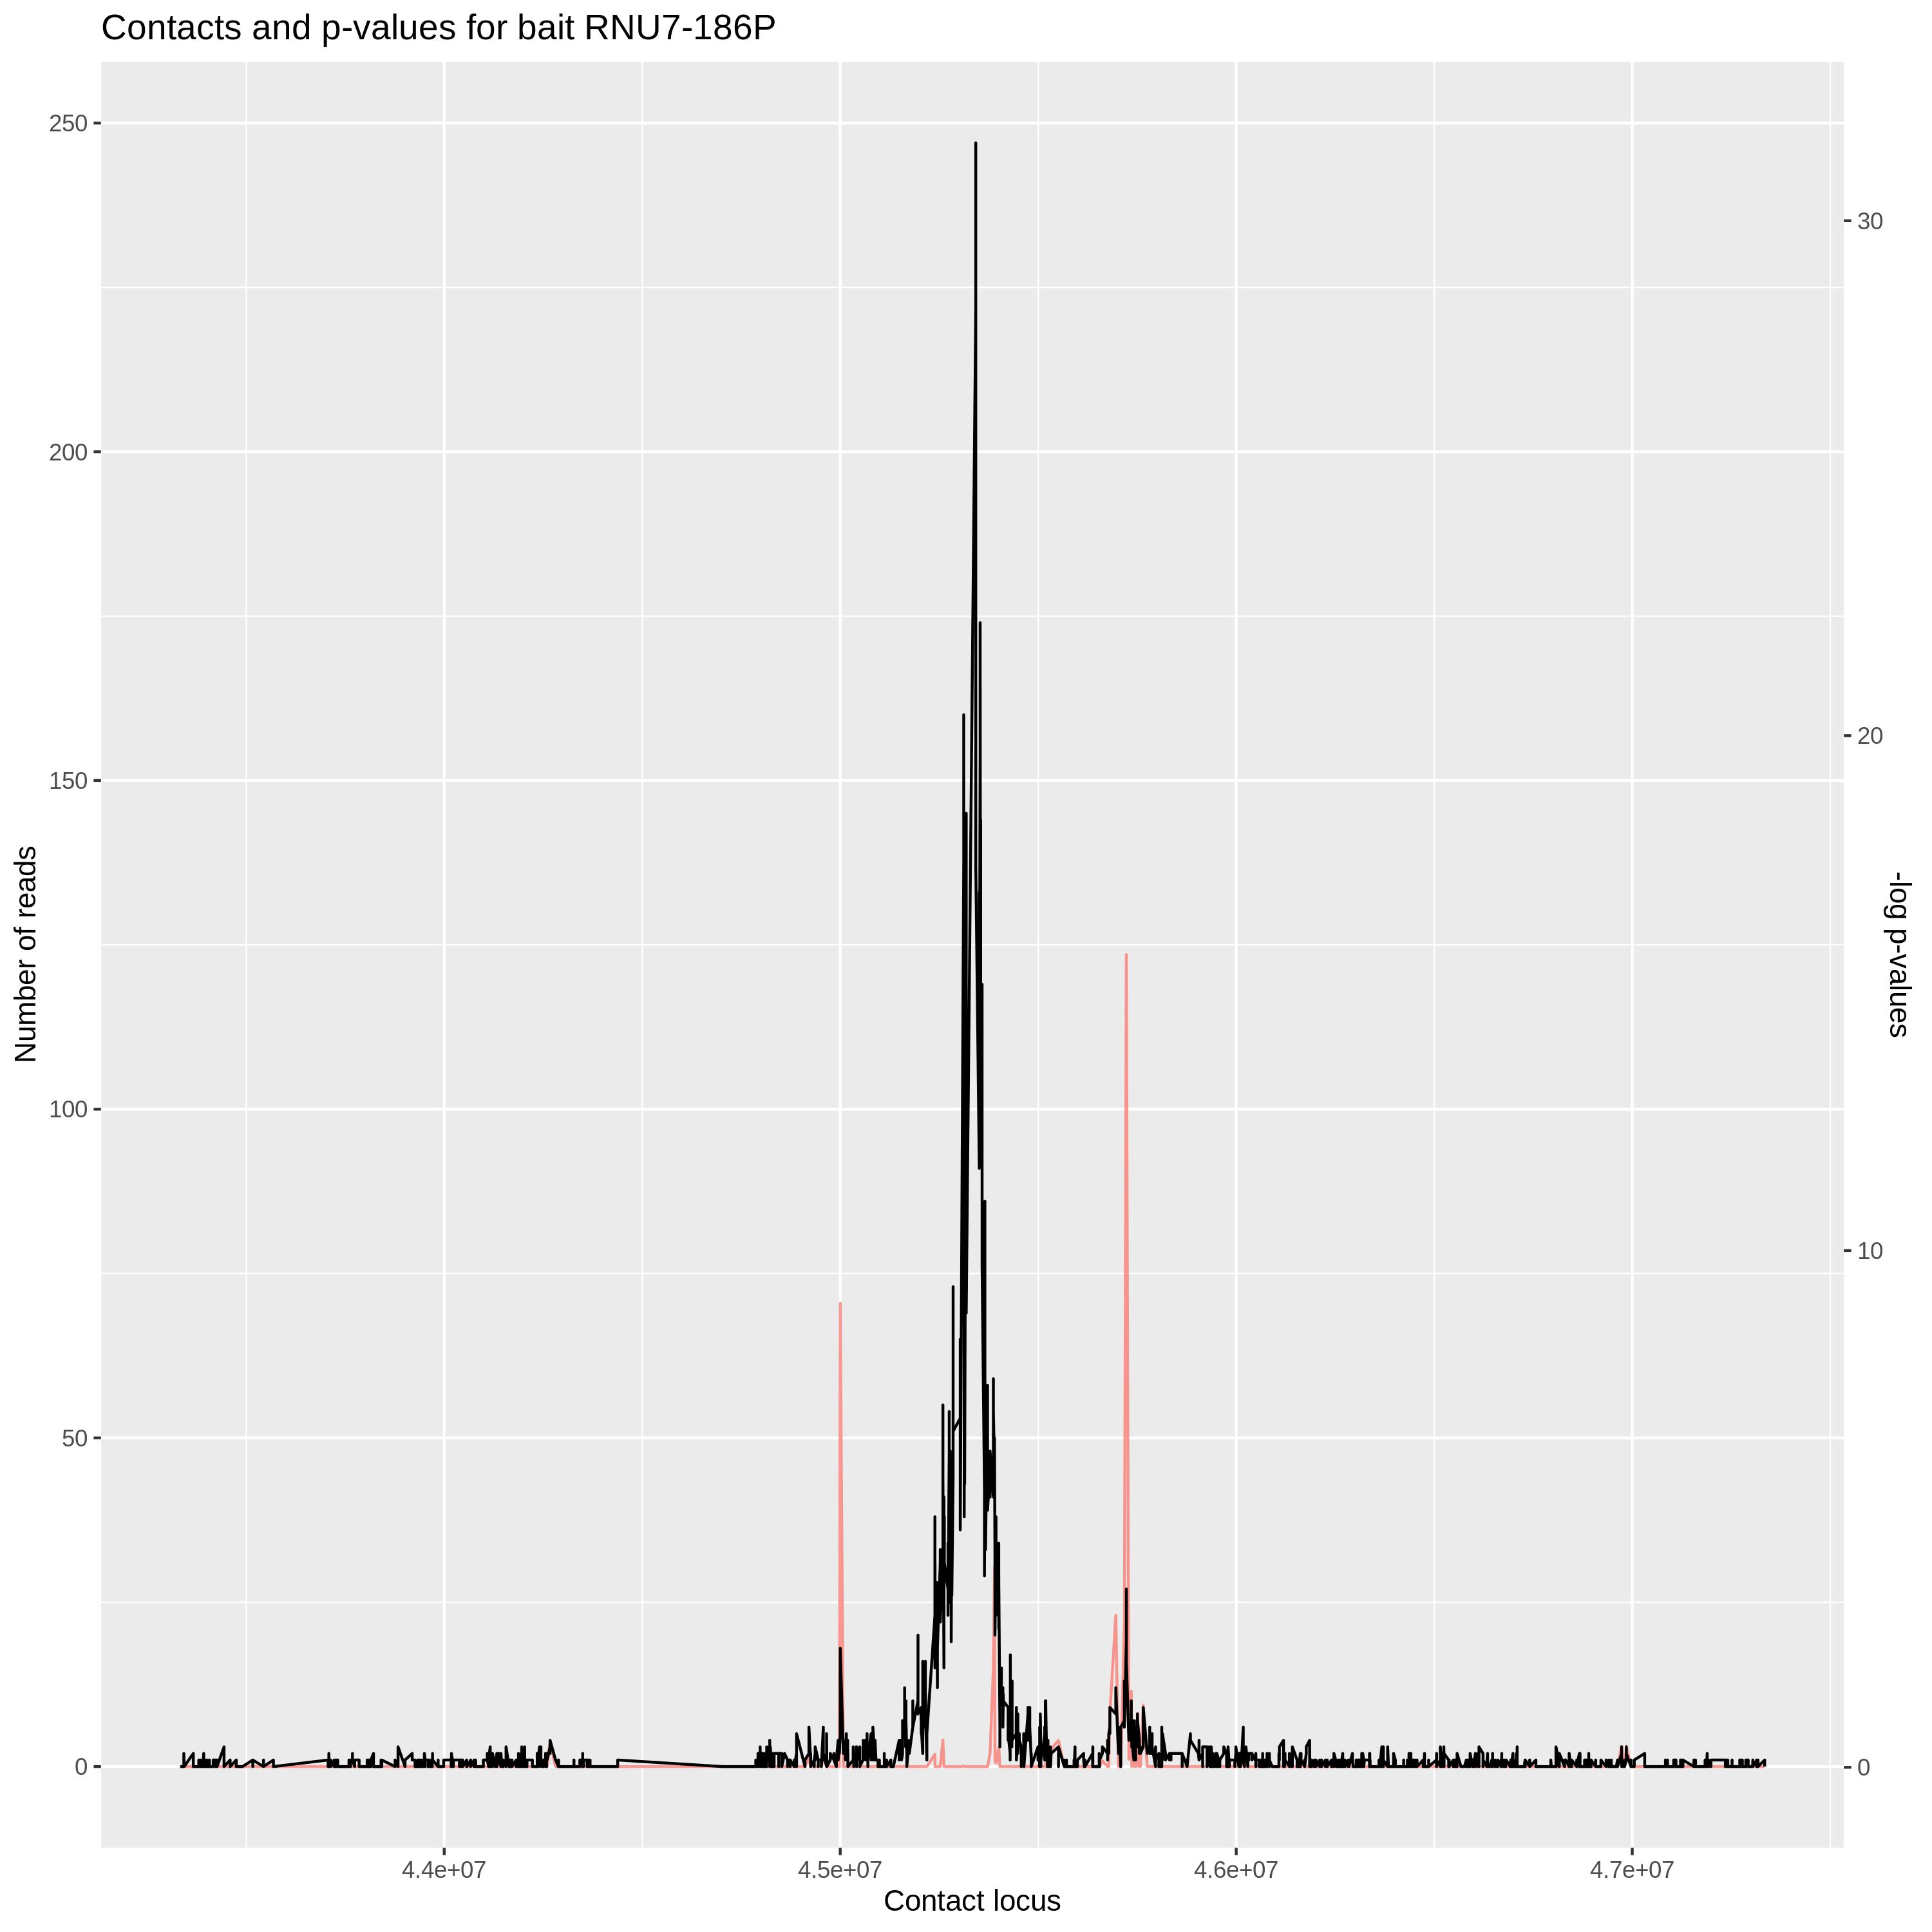 Contacts and p-values for bait RNU7-186P
250
200
150
100
50
0
Number of reads
30
20
10
0
-log p-values
4.4e+07
4.5e+07
4.6e+07
4.7e+07
Contact locus